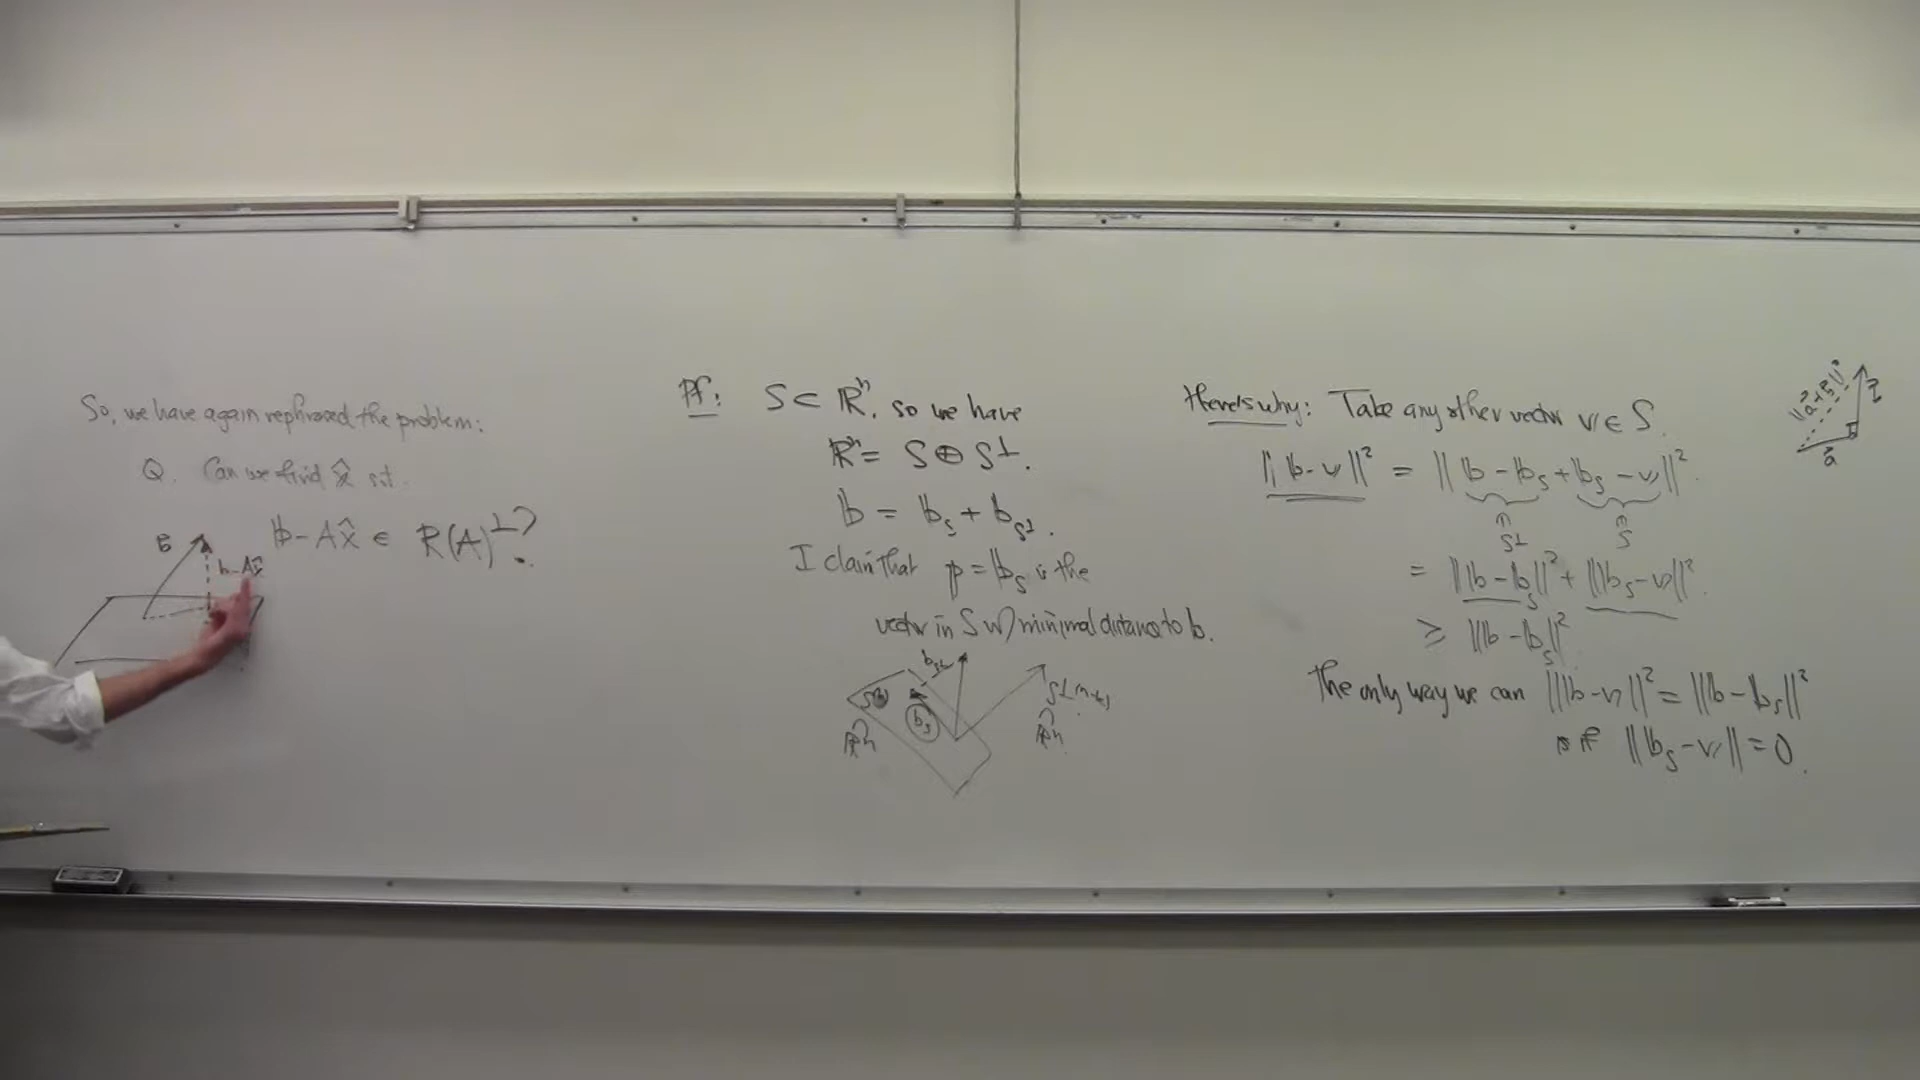 So, we have again rephrased the problem:
Q. Can we find x̂ s.t.
b - Ax̂ ∈ R(A)^⊥ ?
b
b - Ax̂
Pf: S ⊂ ℝⁿ, so we have
ℝⁿ = S ⊕ S^⊥.
b = b_S + b_S⊥.
I claim that p = b_S is the
vector in S w/ minimal distance to b.
b_S⊥
S
b_S
S^⊥
ℝⁿ
ℝⁿ
Here's why: Take any other vector v ∈ S.
||b - v||² = ||b - b_S + b_S - v||².
S^⊥ S
= ||b - b_S||² + ||b_S - v||².
≥ ||b - b_S||²
The only way we can ||b - v||² = ||b - b_S||²
is if ||b_S - v|| = 0.
||a⃗ + b⃗||²
b⃗
a⃗